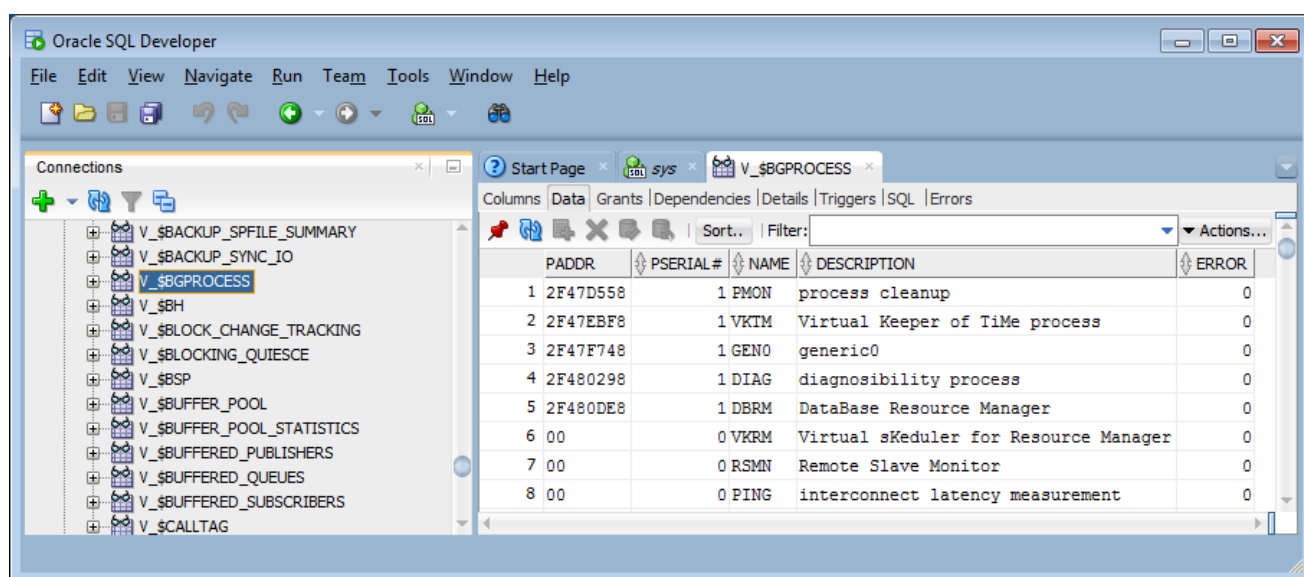 Oracle SQL Developer
File Edit View Navigate Run Team Tools Window Help
SQL
Connections
V_$BACKUP_SPFILE_SUMMARY
V_$BACKUP_SYNC_IO
V_$BGPROCESS
V_$BH
V_$BLOCK_CHANGE_TRACKING
V_$BLOCKING_QUIESCE
V_$BSP
V_$BUFFER_POOL
V_$BUFFER_POOL_STATISTICS
V_$BUFFERED_PUBLISHERS
V_$BUFFERED_QUEUES
V_$BUFFERED_SUBSCRIBERS
V_$CALLTAG
Start Page SQL sys V_$BGPROCESS
Columns Data Grants |Dependencies |Details |Triggers |SQL |Errors
Sort.. Filter: Actions...
PADDR PSERIAL# NAME DESCRIPTION ERROR
1 2F47D558 1 PMON process cleanup 0
2 2F47EBF8 1 VKTM Virtual Keeper of TiMe process 0
3 2F47F748 1 GEN0 generic0 0
4 2F480298 1 DIAG diagnosibility process 0
5 2F480DE8 1 DBRM DataBase Resource Manager 0
6 00 0 VKRM Virtual sKeduler for Resource Manager 0
7 00 0 RSMN Remote Slave Monitor 0
8 00 0 PING interconnect latency measurement 0